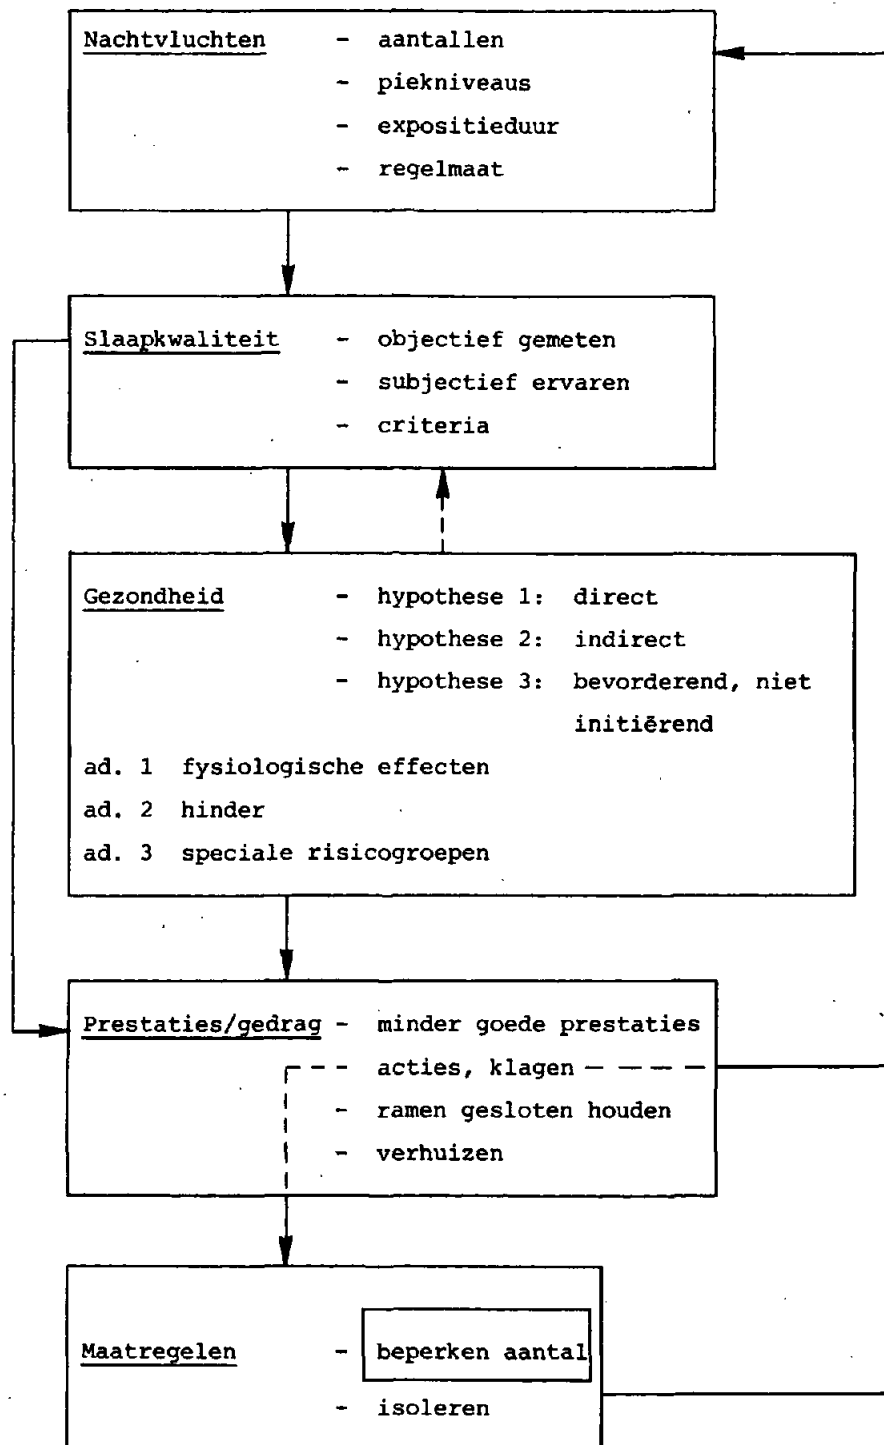 Nachtvluchten - aantallen
- piekniveaus
- expositieduur
- regelmaat
Slaapkwaliteit - objectief gemeten
- subjectief ervaren
- criteria
Gezondheid - hypothese 1: direct
- hypothese 2: indirect
- hypothese 3: bevorderend, niet
initiërend
ad. 1 fysiologische effecten
ad. 2 hinder
ad. 3 speciale risicogroepen
Prestaties/gedrag - minder goede prestaties
- acties, klagen
- ramen gesloten houden
- verhuizen
Maatregelen - beperken aantal
- isoleren